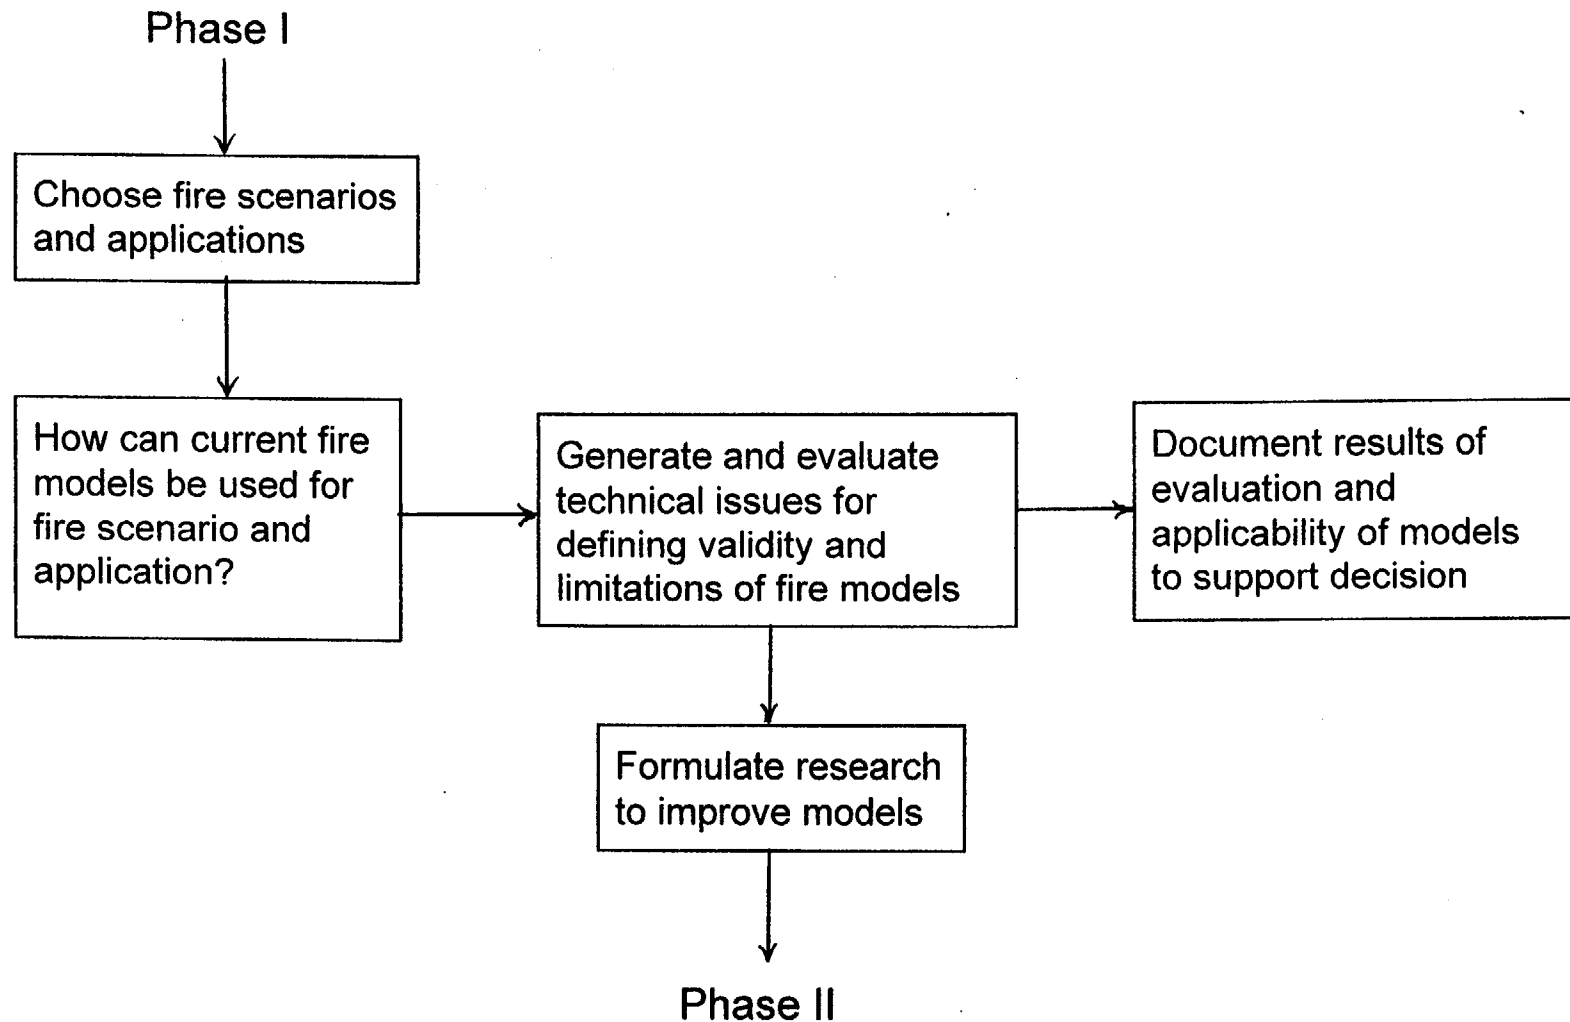 Phase I
Choose fire scenarios
and applications
How can current fire
models be used for
fire scenario and
application?
Generate and evaluate
technical issues for
defining validity and
limitations of fire models
Document results of
evaluation and
applicability of models
to support decision
Formulate research
to improve models
Phase II